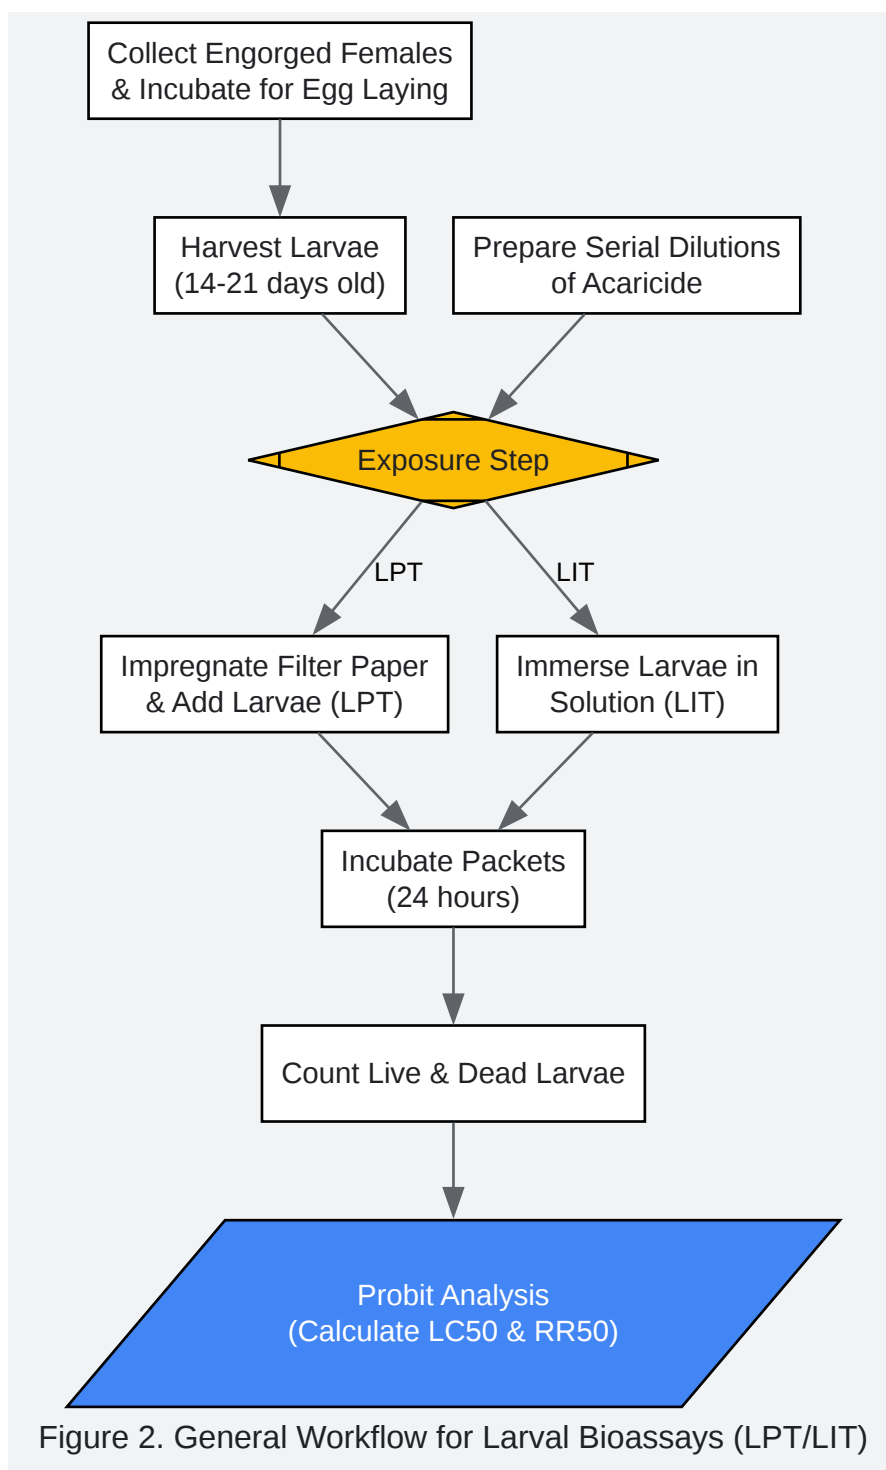 Collect Engorged Females
& Incubate for Egg Laying
Harvest Larvae
(14-21 days old)
Prepare Serial Dilutions
of Acaricide
Exposure Step
LPT
LIT
Impregnate Filter Paper
& Add Larvae (LPT)
Immerse Larvae in
Solution (LIT)
Incubate Packets
(24 hours)
Count Live & Dead Larvae
Probit Analysis
(Calculate LC50 & RR50)
Figure 2. General Workflow for Larval Bioassays (LPT/LIT)